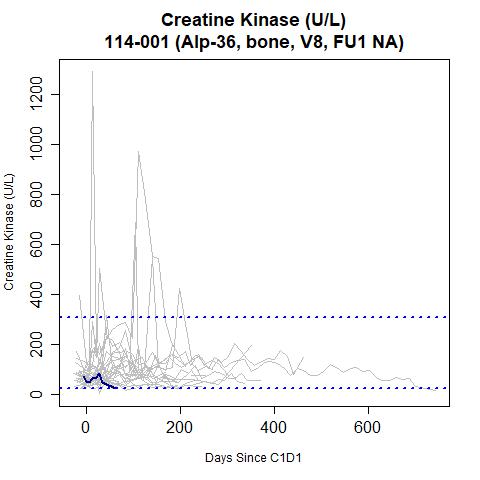 Creatine Kinase (U/L)
114-001 (Alp-36, bone, V8, FU1 NA)
Creatine Kinase (U/L)
1200
1000
800
600
400
200
0
0 200 400 600
Days Since C1D1